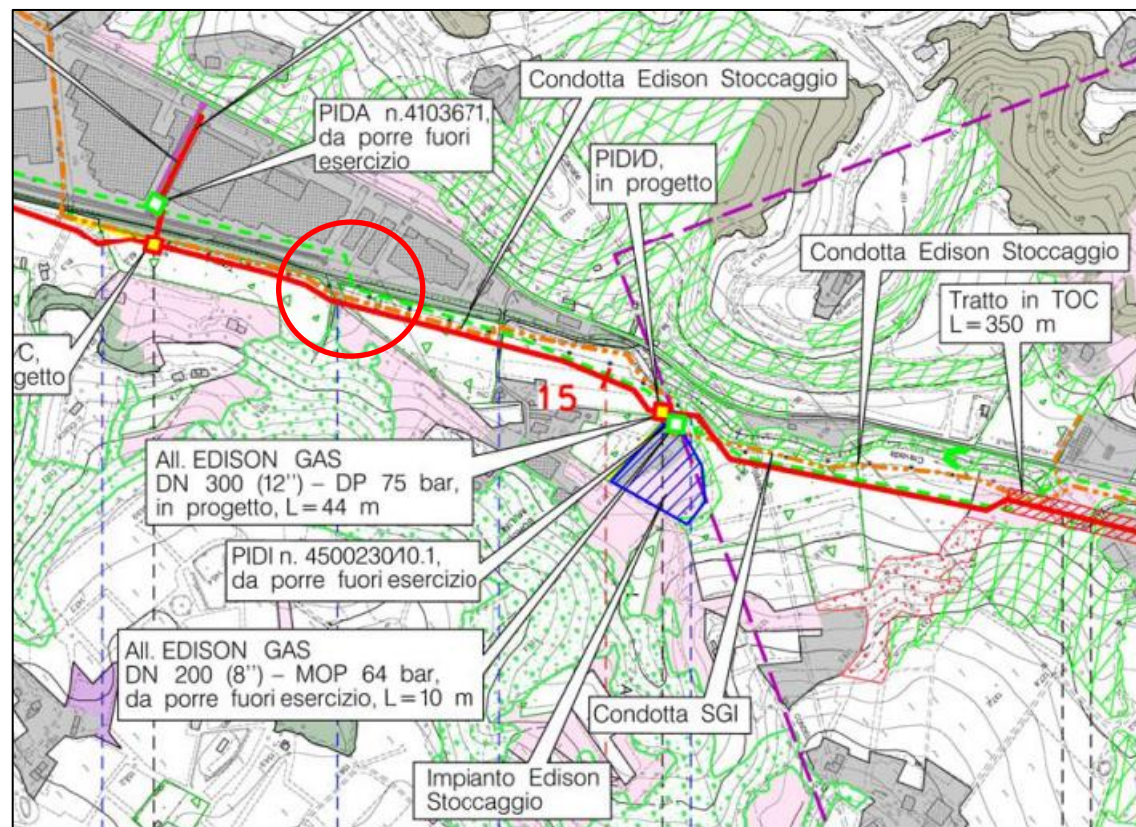 Condotta Edison Stoccaggio
PIDA n.4103671,
da porre fuori
esercizio
PIDI/D,
in progetto
Condotta Edison Stoccaggio
Tratto in TOC
L=350 m
/C,
getto
15
All. EDISON GAS
DN 300 (12'') – DP 75 bar,
in progetto, L=44 m
PIDI n. 4500230/10.1,
da porre fuori esercizio
All. EDISON GAS
DN 200 (8'') – MOP 64 bar,
da porre fuori esercizio, L=10 m
Condotta SGI
Impianto Edison
Stoccaggio